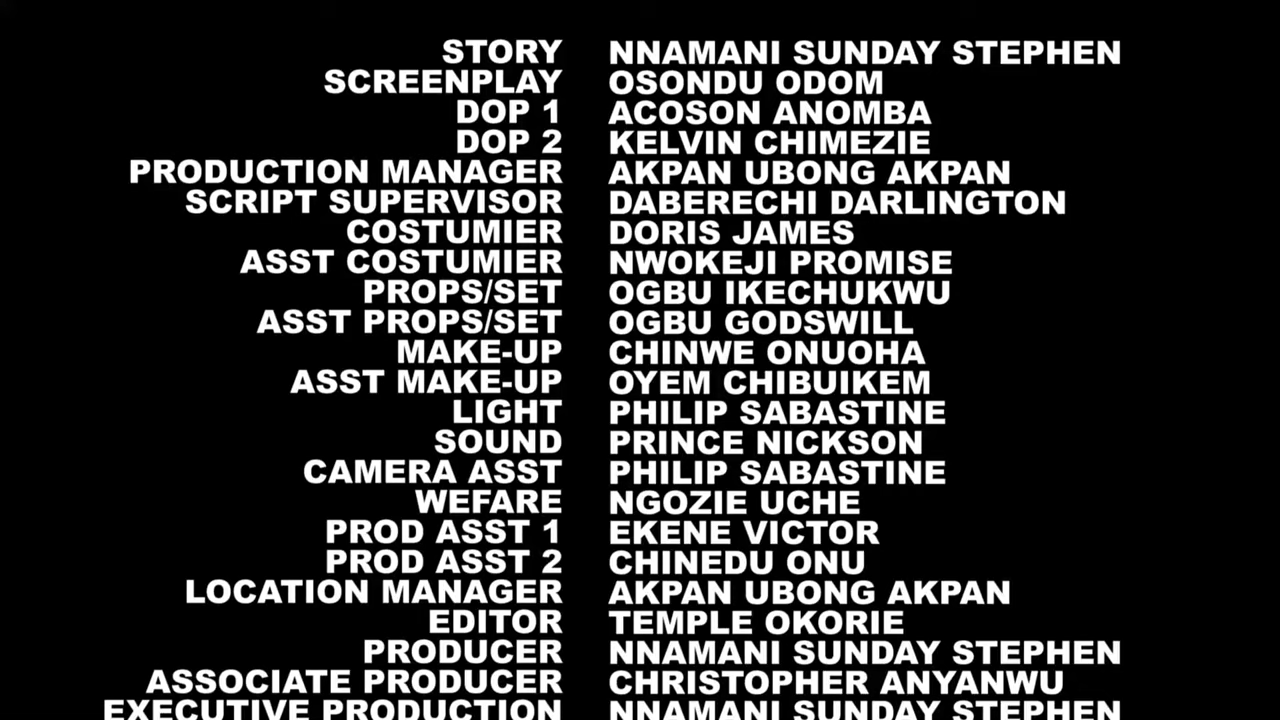 STORY NNAMANI SUNDAY STEPHEN
SCREENPLAY OSONDU ODOM
DOP 1 ACOSON ANOMBA
DOP 2 KELVIN CHIMEZIE
PRODUCTION MANAGER AKPAN UBONG AKPAN
SCRIPT SUPERVISOR DABERECHI DARLINGTON
COSTUMIER DORIS JAMES
ASST COSTUMIER NWOKEJI PROMISE
PROPS/SET OGBU IKECHUKWU
ASST PROPS/SET OGBU GODSWILL
MAKE-UP CHINWE ONUOHA
ASST MAKE-UP OYEM CHIBUIKEM
LIGHT PHILIP SABASTINE
SOUND PRINCE NICKSON
CAMERA ASST PHILIP SABASTINE
WEFARE NGOZIE UCHE
PROD ASST 1 EKENE VICTOR
PROD ASST 2 CHINEDU ONU
LOCATION MANAGER AKPAN UBONG AKPAN
EDITOR TEMPLE OKORIE
PRODUCER NNAMANI SUNDAY STEPHEN
ASSOCIATE PRODUCER CHRISTOPHER ANYANWU
EXECUTIVE PRODUCTION NNAMANI SUNDAY STEPHEN